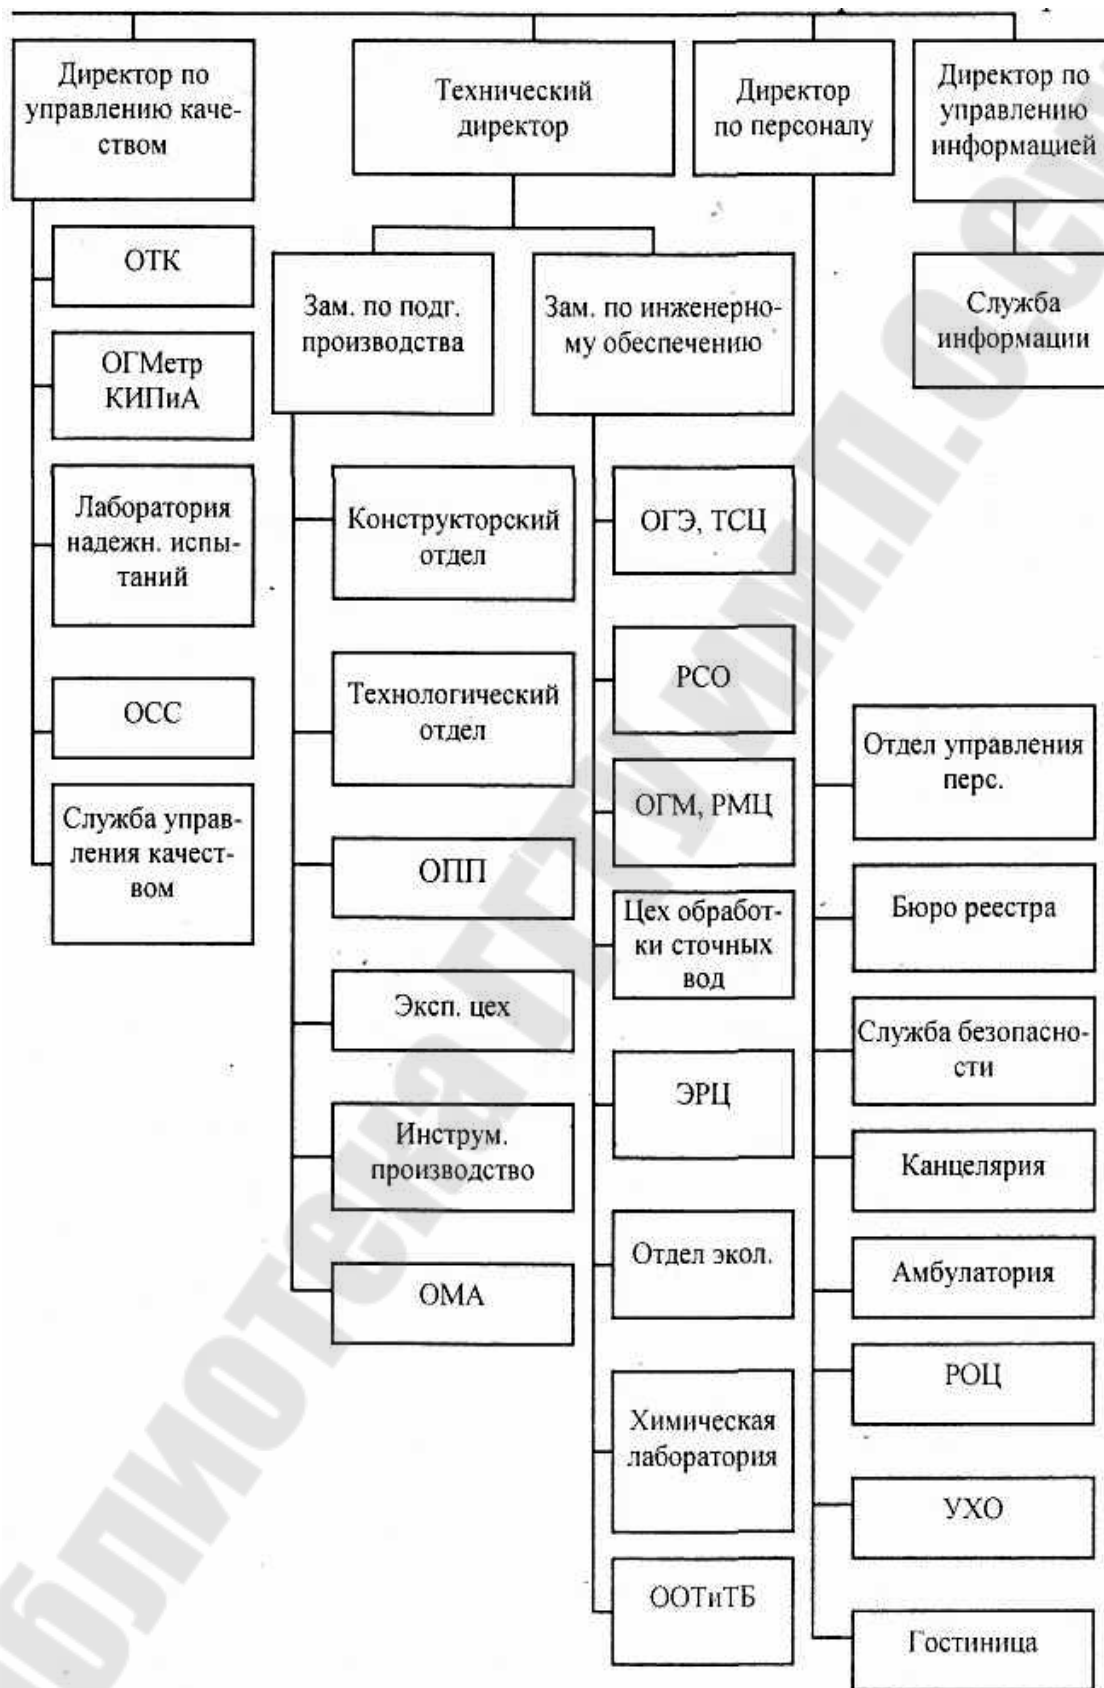 Директор по
управлению каче-
ством
Технический
директор
Директор
по персоналу
Директор по
управлению
информацией
ОТК
ОГМетр
КИПиА
Лаборатория
надежн. испы-
таний
ОСС
Служба управ-
ления качест-
вом
Зам. по подг.
производства
Зам. по инженерно-
му обеспечению
Служба
информации
Конструкторский
отдел
Технологический
отдел
ОПП
Эксп. цех
Инструм.
производство
ОМА
ОГЭ, ТСЦ
РСО
ОГМ, РМЦ
Цех обработ-
ки сточных
вод
ЭРЦ
Отдел экол.
Химическая
лаборатория
ООТиТБ
Отдел управления
перс.
Бюро реестра
Служба безопасно-
сти
Канцелярия
Амбулатория
РОЦ
УХО
Гостиница